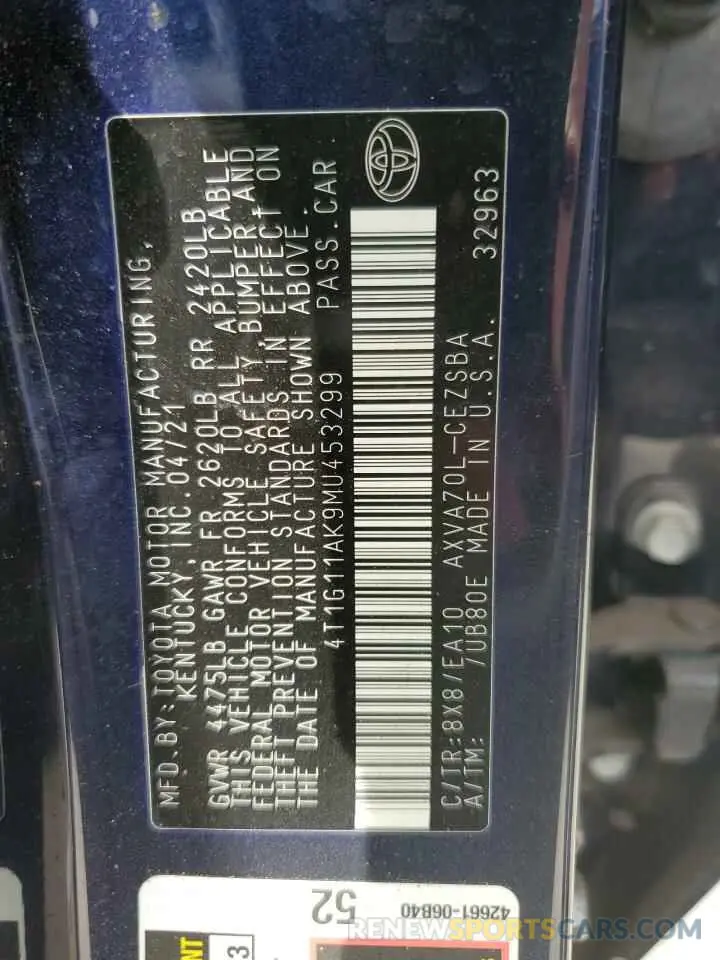 MFD.BY:TOYOTA MOTOR MANUFACTURING,
KENTUCKY,INC.04/21
GVWR 4475LB GAWR FR 2620LB RR 2420LB
THIS VEHICLE CONFORMS TO ALL APPLICABLE
FEDERAL MOTOR VEHICLE SAFETY, BUMPER,AND
THEFT PREVENTION STANDARDS IN EFFECT ON
THE DATE OF MANUFACTURE SHOWN ABOVE.
4T1G11AK9MU453299 PASS.CAR
C/TR:8X8/EA10 AXVA70L-CEZSBA
A/TM: 7UB80E MADE IN U.S.A. 32963
52
42661-06B40
3
RENEWSPORTCARS.COM